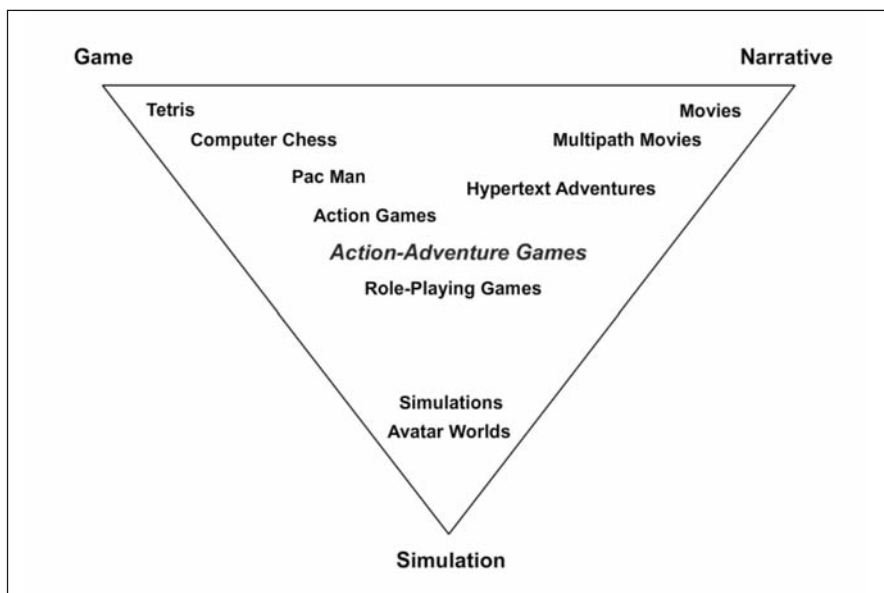 Game
Narrative
Tetris
Movies
Computer Chess
Multipath Movies
Pac Man
Hypertext Adventures
Action Games
Action-Adventure Games
Role-Playing Games
Simulations
Avatar Worlds
Simulation